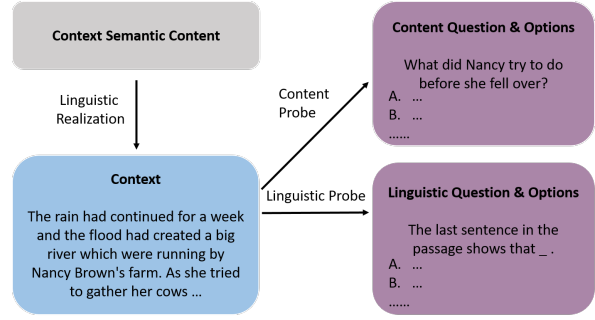 Context Semantic Content
Linguistic
Realization
Context
The rain had continued for a week
and the flood had created a big
river which were running by
Nancy Brown's farm. As she tried
to gather her cows ...
Content
Probe
Linguistic Probe
Content Question & Options
What did Nancy try to do
before she fell over?
A. ...
B. ...
......
Linguistic Question & Options
The last sentence in the
passage shows that _ .
A. ...
B. ...
......